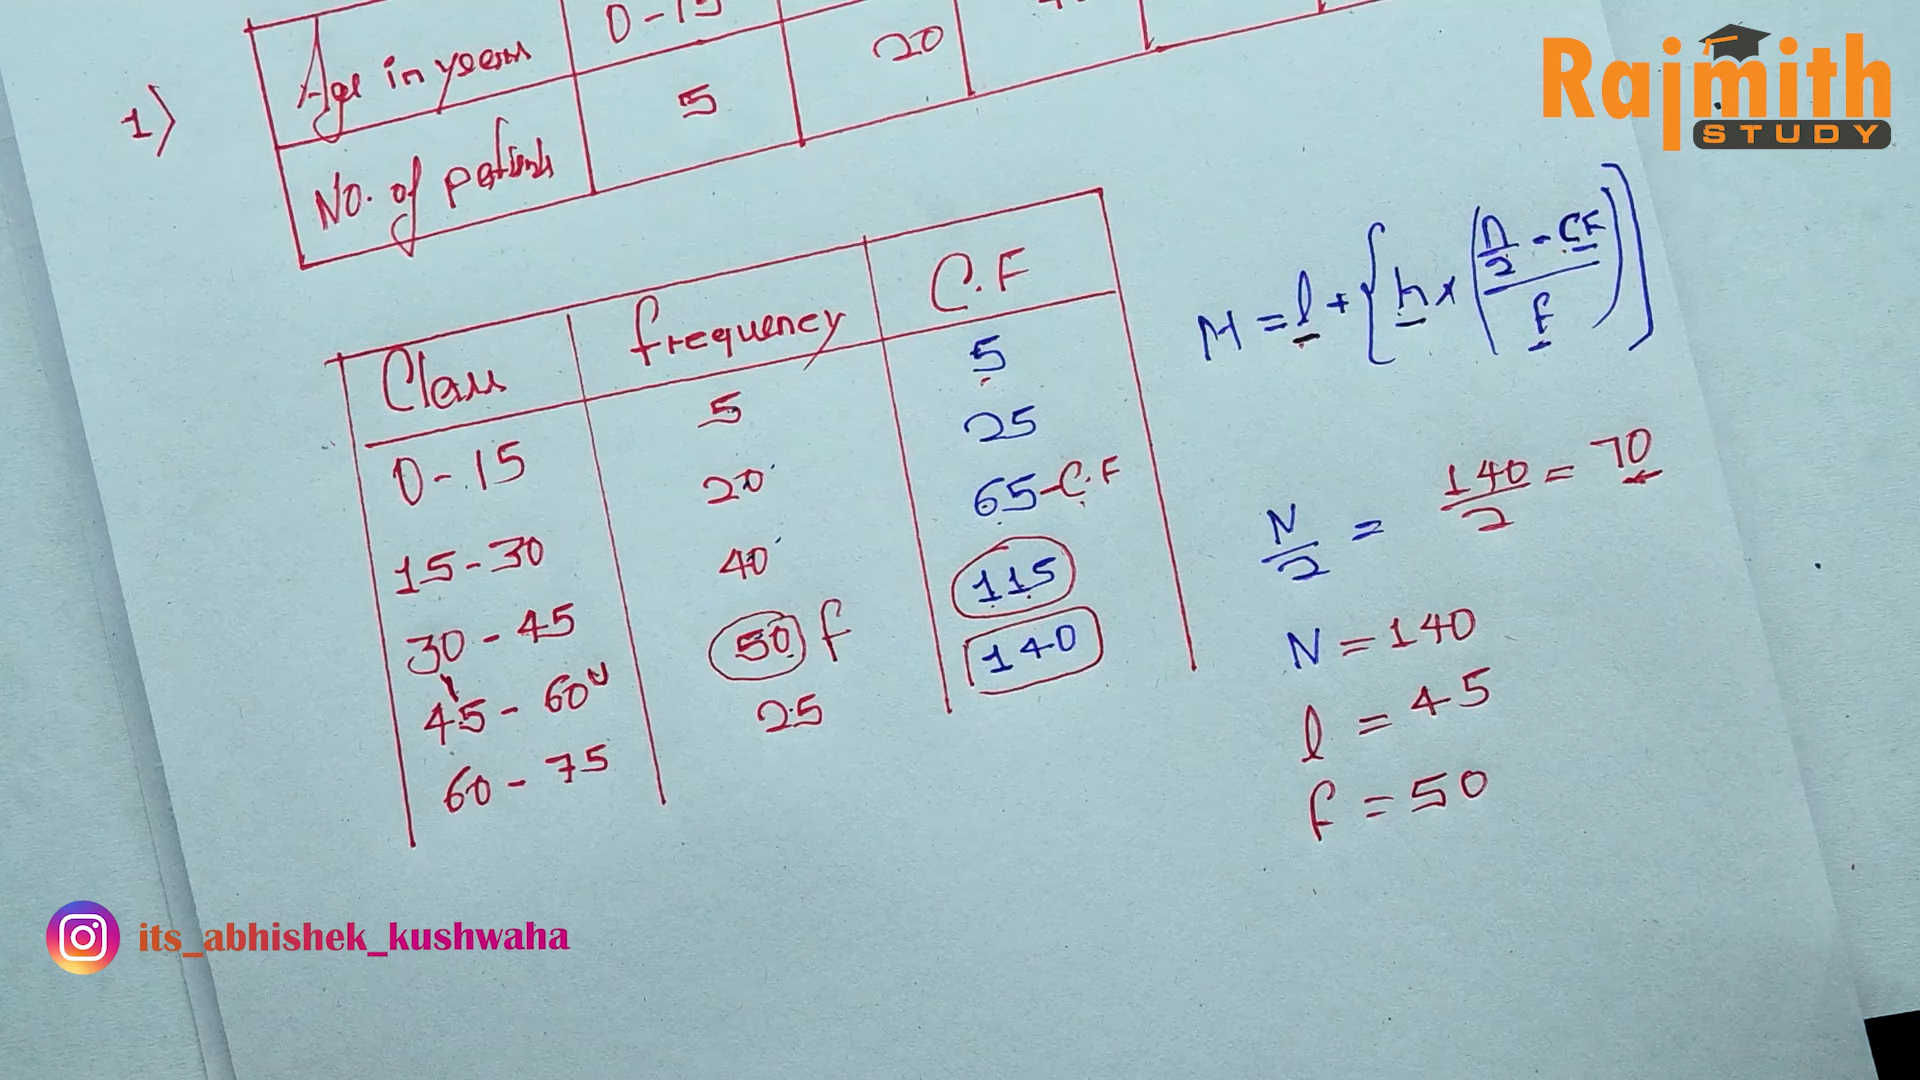 Rajmith
STUDY
1)
Age in years 0-15
No. of patients 5 20
Class frequency C.F
0-15 5 5
15-30 20 25
30-45 40 65-C.F
45-60 50 f 115
60-75 25 140
M = l + { h × ( n/2 - CF / f ) }
N/2 = 140/2 = 70
N = 140
l = 45
f = 50
its_abhishek_kushwaha